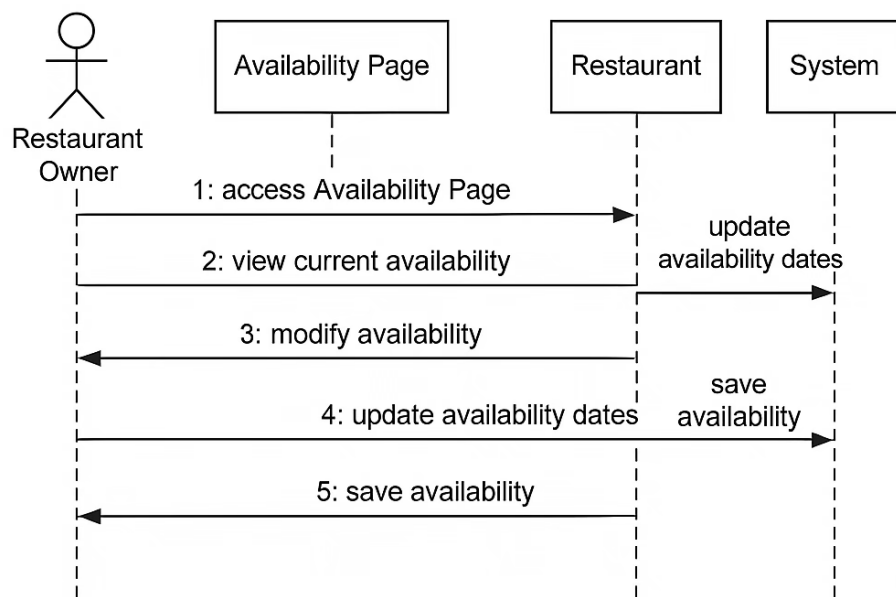 Availability Page
Restaurant
System
Restaurant
Owner
1: access Availability Page
update
availability dates
2: view current availability
3: modify availability
save
availability
4: update availability dates
5: save availability